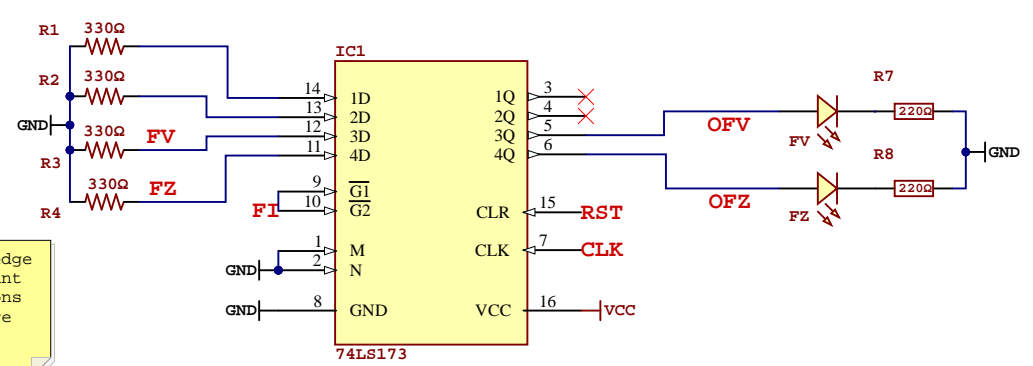 R1 330Ω
R2 330Ω
GND
330Ω FV
R3
330Ω FZ
R4
IC1
14 1D
13 2D
12 3D
11 4D
FI
9 G1
10 G2
1 M
GND 2 N
GND 8 GND
1Q 3
2Q 4
3Q 5
4Q 6
CLR 15 RST
CLK 7 CLK
VCC 16 VCC
74LS173
OFV FV R7 220Ω
OFZ FZ R8 220Ω
GND